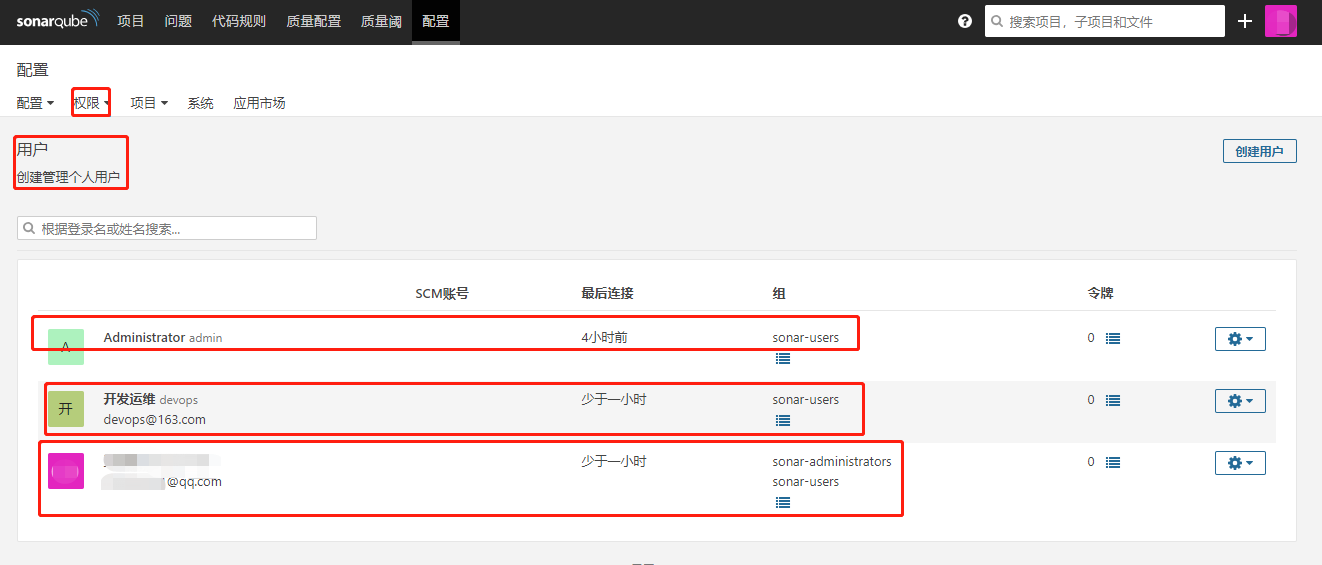 sonarqube 项目 问题 代码规则 质量配置 质量阈 配置 搜索项目，子项目和文件
配置
配置 权限 项目 系统 应用市场
用户
创建用户
创建管理个人用户
根据登录名或姓名搜索...
SCM账号 最后连接 组 令牌
A Administrator admin 4小时前 sonar-users 0
开 开发运维 devops 少于一小时 sonar-users 0
devops@163.com
少于一小时 sonar-administrators 0
@qq.com sonar-users